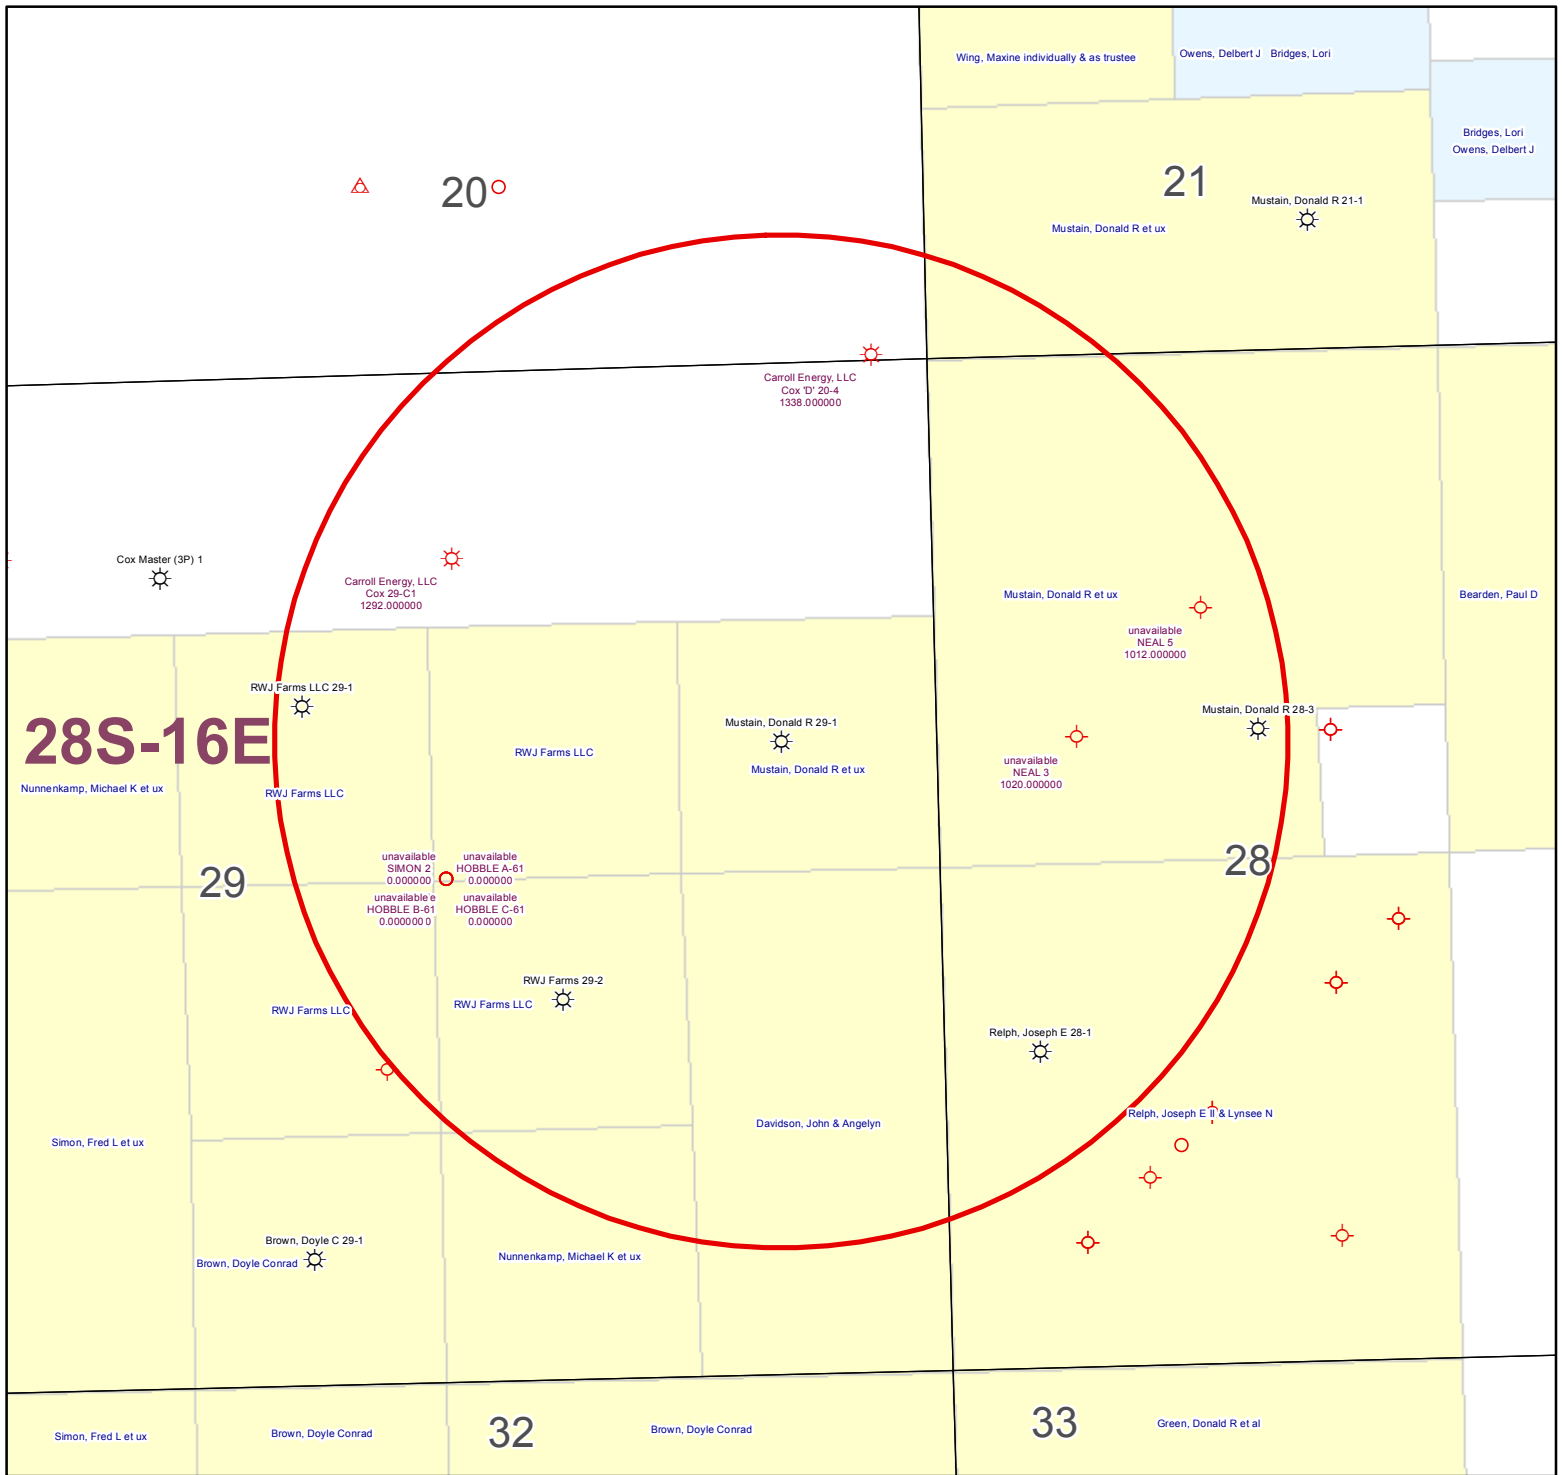 Wing, Maxine individually & as trustee
Owens, Delbert J Bridges, Lori
Bridges, Lori
Owens, Delbert J
20
21
Mustain, Donald R 21-1
Mustain, Donald R et ux
Carroll Energy, LLC
Cox 'D' 20-4
1338.000000
Cox Master (3P) 1
Carroll Energy, LLC
Cox 29-C1
1292.000000
Mustain, Donald R et ux
Bearden, Paul D
unavailable
NEAL 5
1012.000000
RWJ Farms LLC 29-1
28S-16E
Mustain, Donald R 29-1
Mustain, Donald R 28-3
RWJ Farms LLC
Mustain, Donald R et ux
unavailable
NEAL 3
1020.000000
Nunnenkamp, Michael K et ux
RWJ Farms LLC
29
28
unavailable
SIMON 2
0.000000
unavailable
HOBBLE A-61
0.000000
unavailable e
HOBBLE B-61
0.000000 0
unavailable
HOBBLE C-61
0.000000
RWJ Farms 29-2
RWJ Farms LLC
RWJ Farms LLC
Relph, Joseph E 28-1
Relph, Joseph E II & Lynsee N
Davidson, John & Angelyn
Simon, Fred L et ux
Brown, Doyle C 29-1
Brown, Doyle Conrad
Nunnenkamp, Michael K et ux
32
33
Simon, Fred L et ux
Brown, Doyle Conrad
Brown, Doyle Conrad
Green, Donald R et al